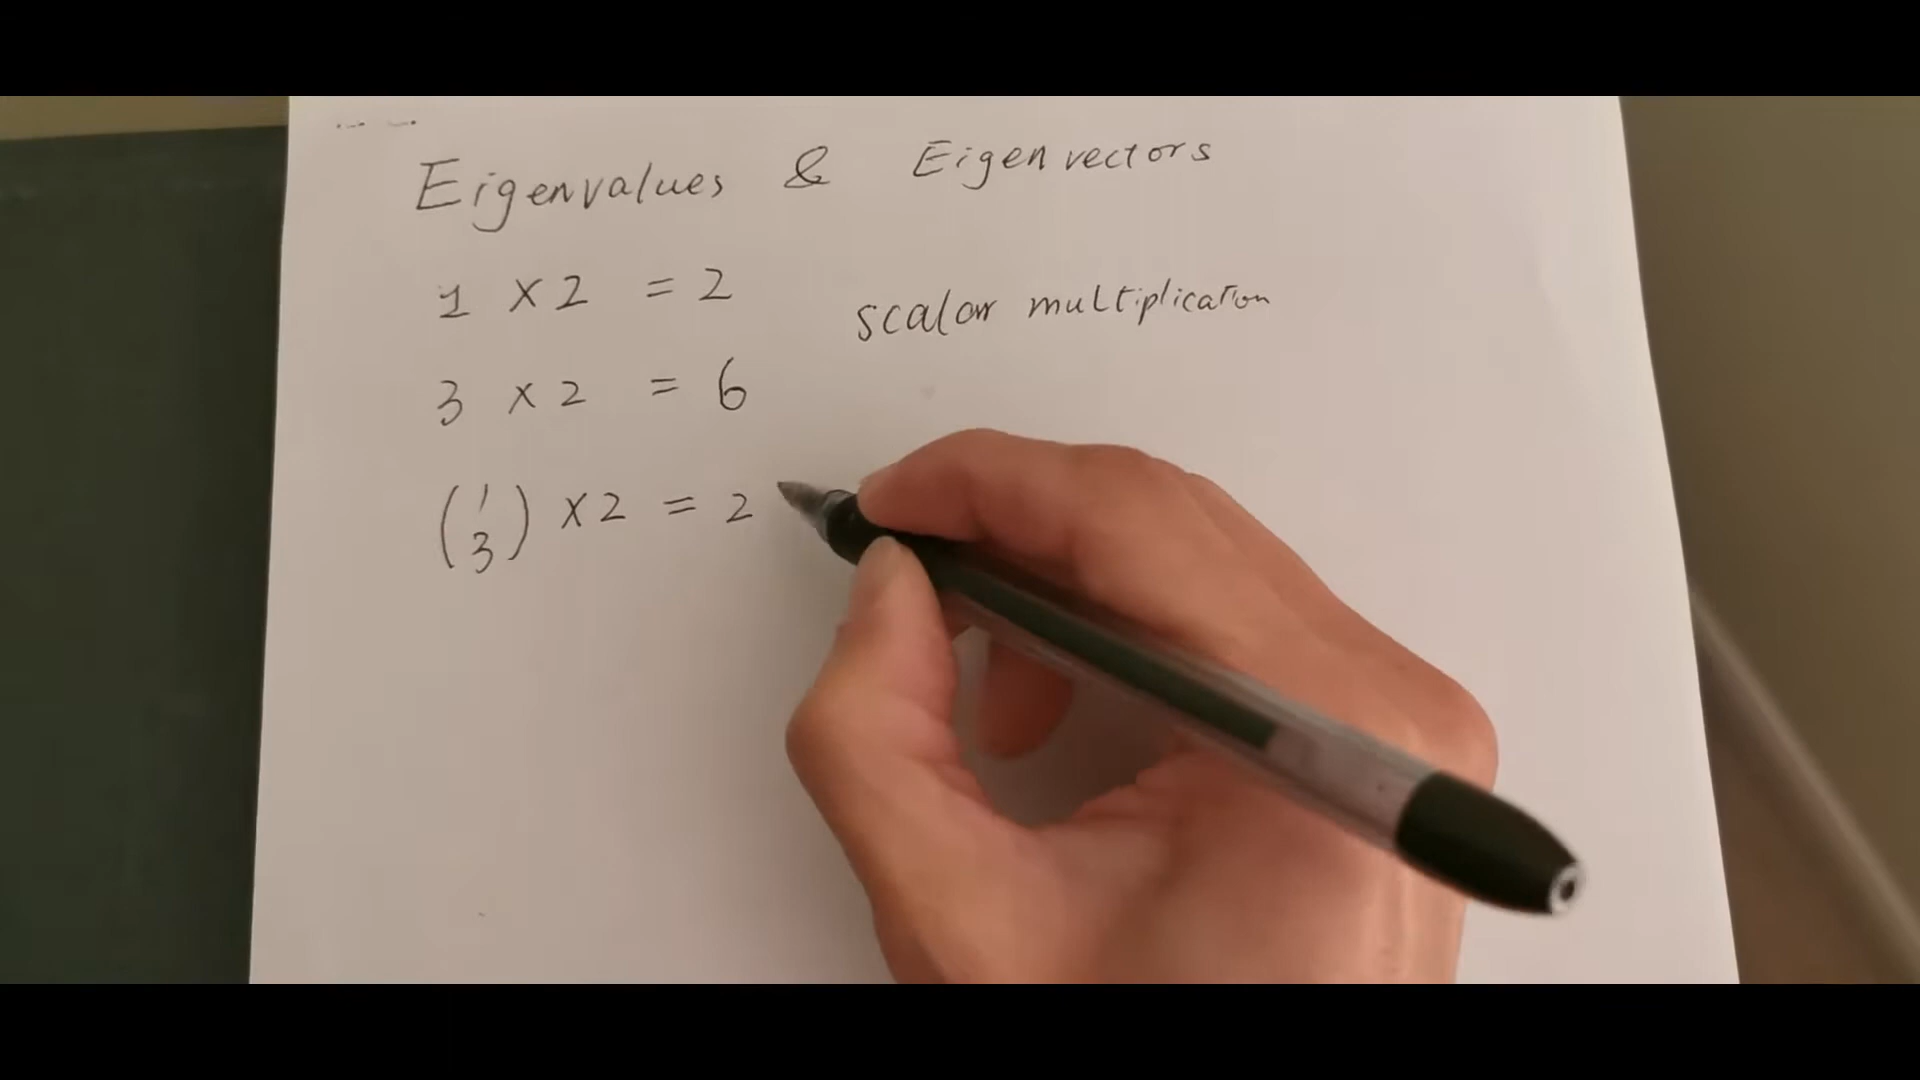 Eigenvalues & Eigenvectors
1 × 2 = 2
scalar multiplication
3 × 2 = 6
(1
3) × 2 = 2